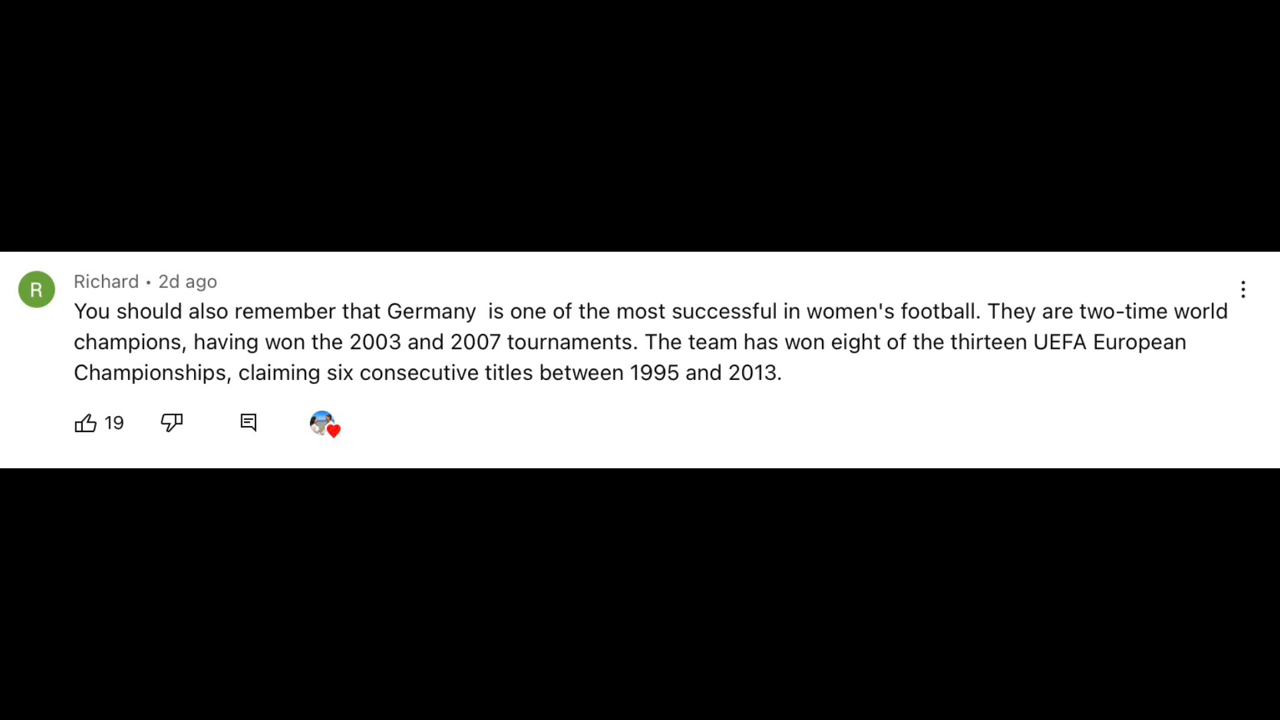 R
Richard • 2d ago
You should also remember that Germany  is one of the most successful in women's football. They are two-time world
champions, having won the 2003 and 2007 tournaments. The team has won eight of the thirteen UEFA European
Championships, claiming six consecutive titles between 1995 and 2013.
19